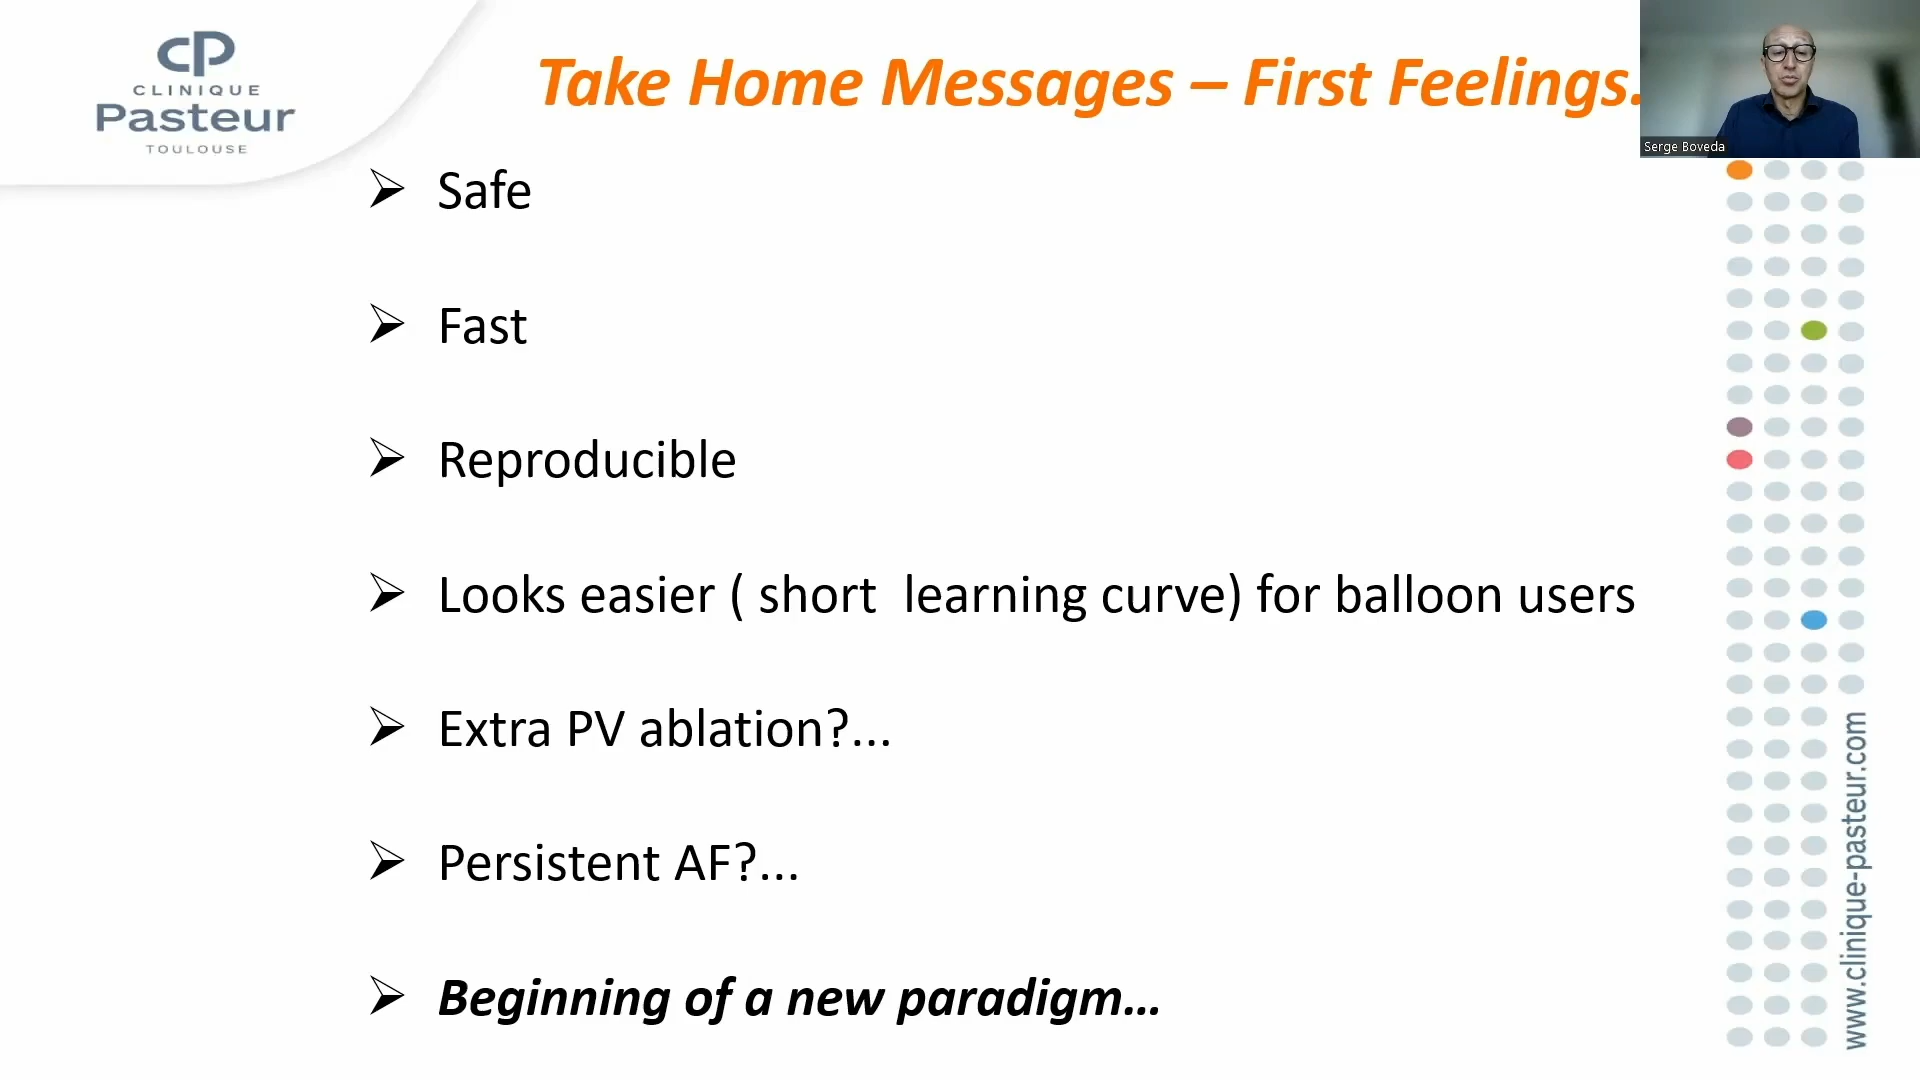 CLINIQUE
Pasteur
TOULOUSE
Take Home Messages – First Feelings.
Serge Boveda
Safe
Fast
Reproducible
Looks easier ( short  learning curve) for balloon users
Extra PV ablation?...
Persistent AF?...
Beginning of a new paradigm...
www.clinique-pasteur.com